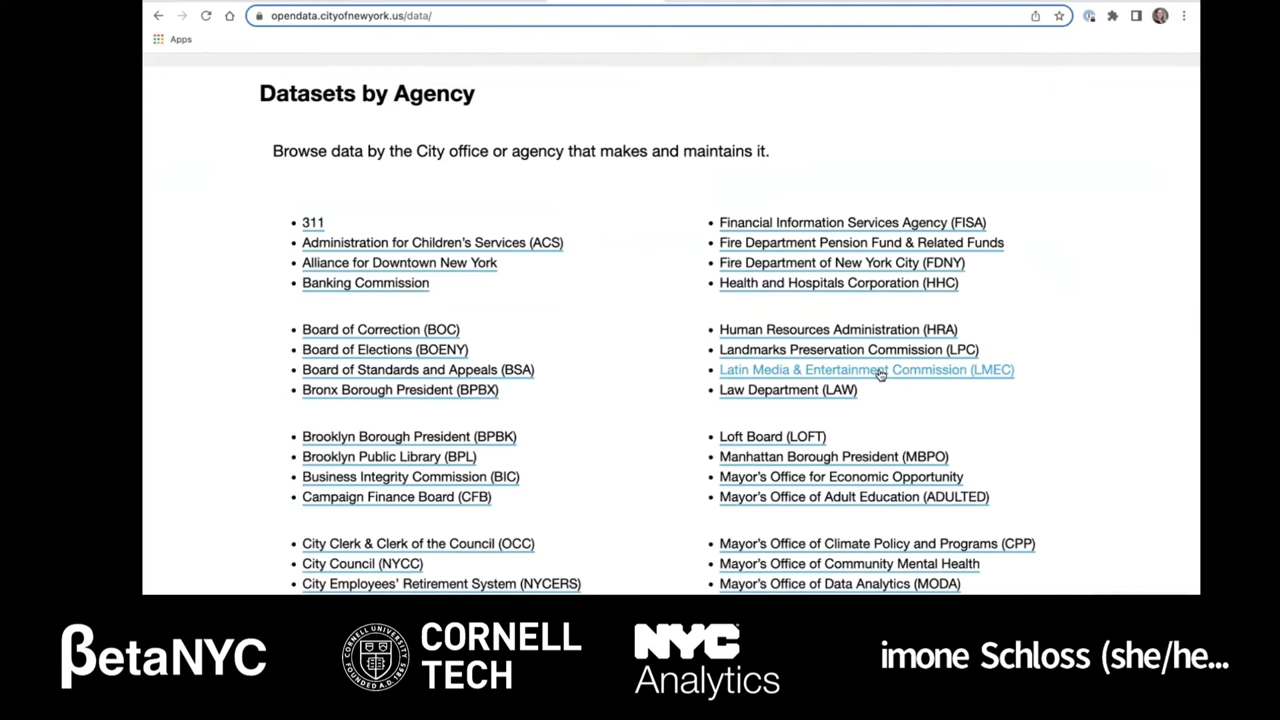 opendata.cityofnewyork.us/data/
Apps
Datasets by Agency
Browse data by the City office or agency that makes and maintains it.
• 311
• Administration for Children's Services (ACS)
• Alliance for Downtown New York
• Banking Commission
• Board of Correction (BOC)
• Board of Elections (BOENY)
• Board of Standards and Appeals (BSA)
• Bronx Borough President (BPBX)
• Brooklyn Borough President (BPBK)
• Brooklyn Public Library (BPL)
• Business Integrity Commission (BIC)
• Campaign Finance Board (CFB)
• City Clerk & Clerk of the Council (OCC)
• City Council (NYCC)
• City Employees' Retirement System (NYCERS)
• Financial Information Services Agency (FISA)
• Fire Department Pension Fund & Related Funds
• Fire Department of New York City (FDNY)
• Health and Hospitals Corporation (HHC)
• Human Resources Administration (HRA)
• Landmarks Preservation Commission (LPC)
• Latin Media & Entertainment Commission (LMEC)
• Law Department (LAW)
• Loft Board (LOFT)
• Manhattan Borough President (MBPO)
• Mayor's Office for Economic Opportunity
• Mayor's Office of Adult Education (ADULTED)
• Mayor's Office of Climate Policy and Programs (CPP)
• Mayor's Office of Community Mental Health
• Mayor's Office of Data Analytics (MODA)
βetaNYC
CORNELL
TECH
NYC
Analytics
imone Schloss (she/he...